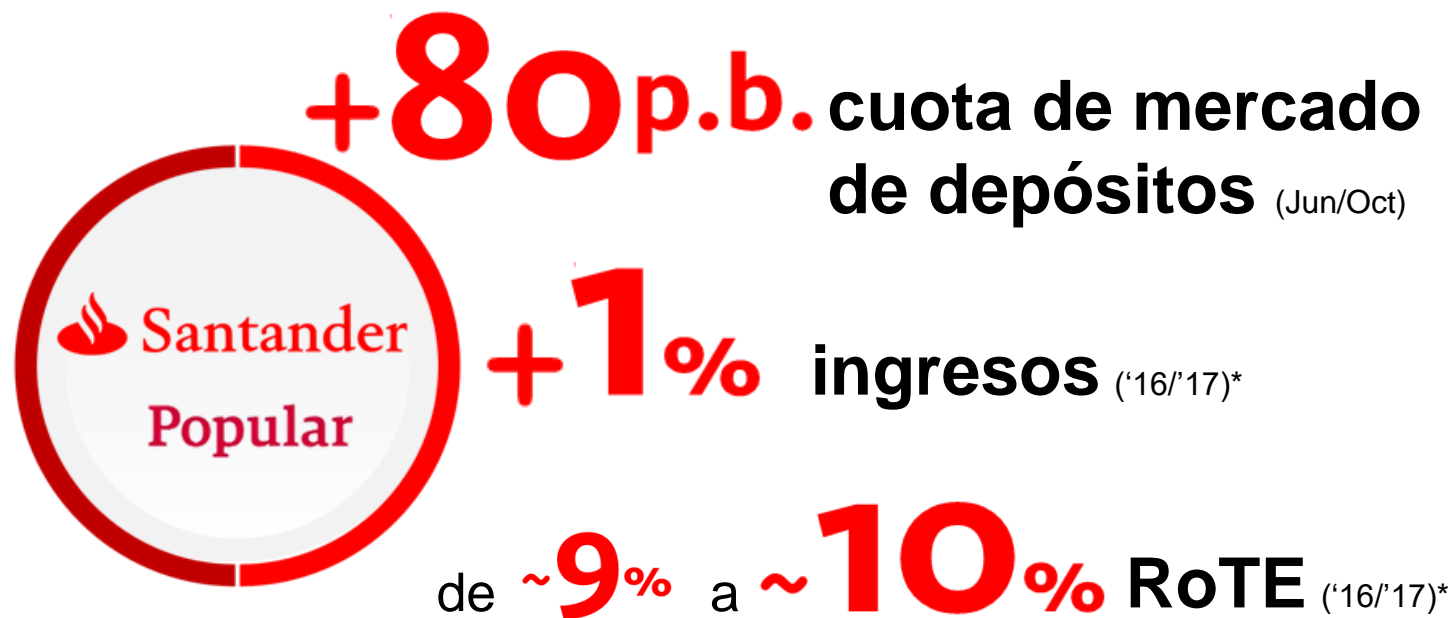 +80 p.b. cuota de mercado
de depósitos (Jun/Oct)
Santander
Popular
+1% ingresos (‘16/’17)*
de ~9% a ~10% RoTE (‘16/’17)*